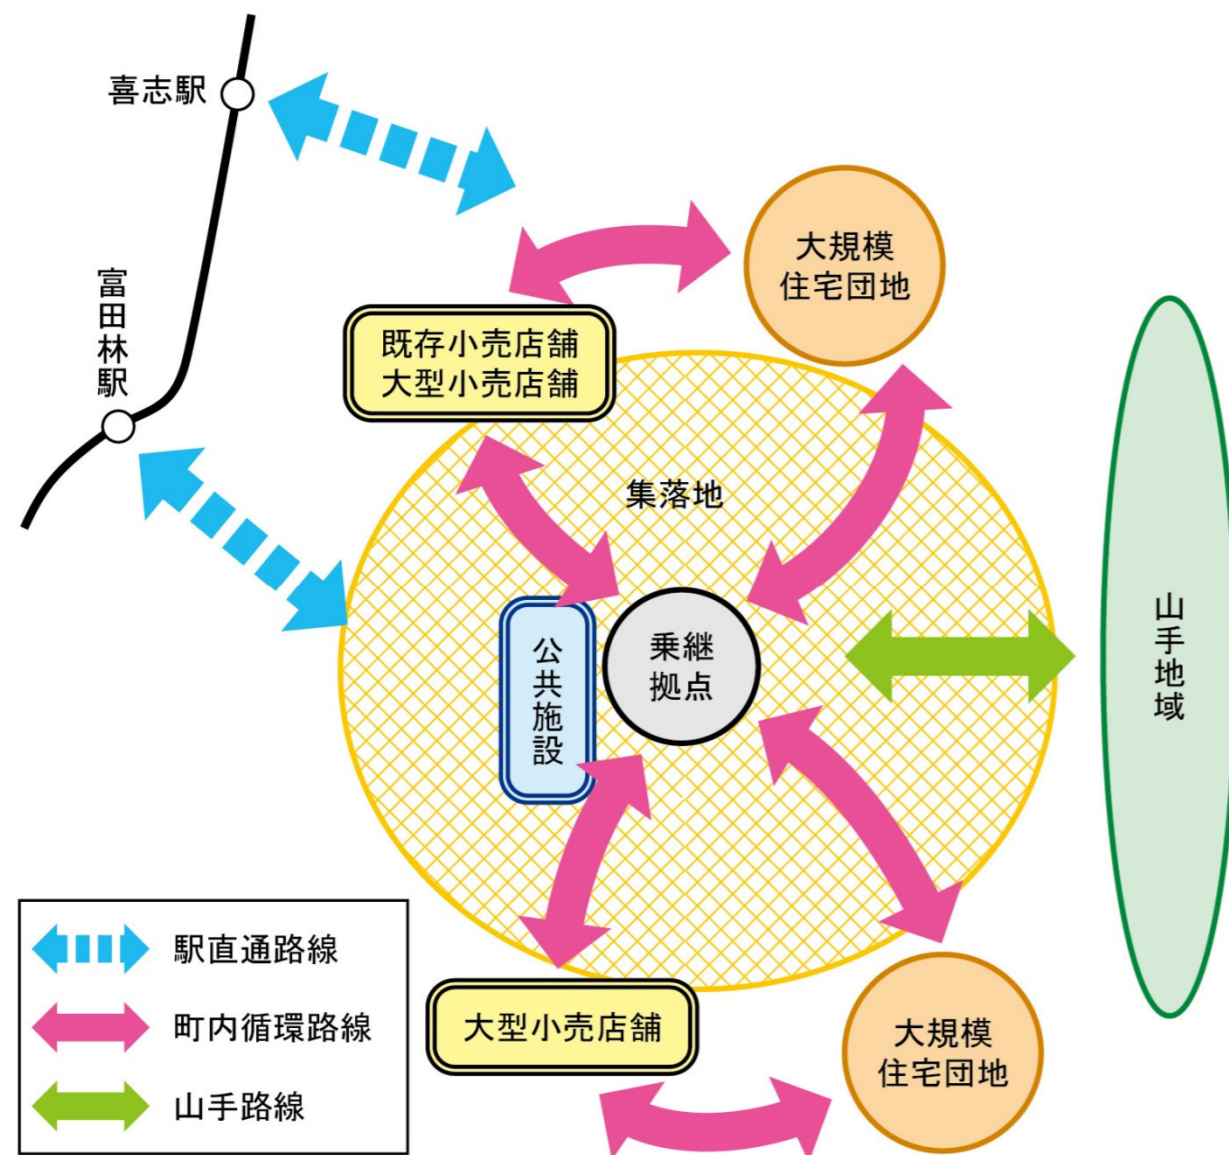 喜志駅
富田林駅
大規模
住宅団地
既存小売店舗
大型小売店舗
集落地
公共施設
乗継
拠点
山手地域
大型小売店舗
大規模
住宅団地
駅直通路線
町内循環路線
山手路線